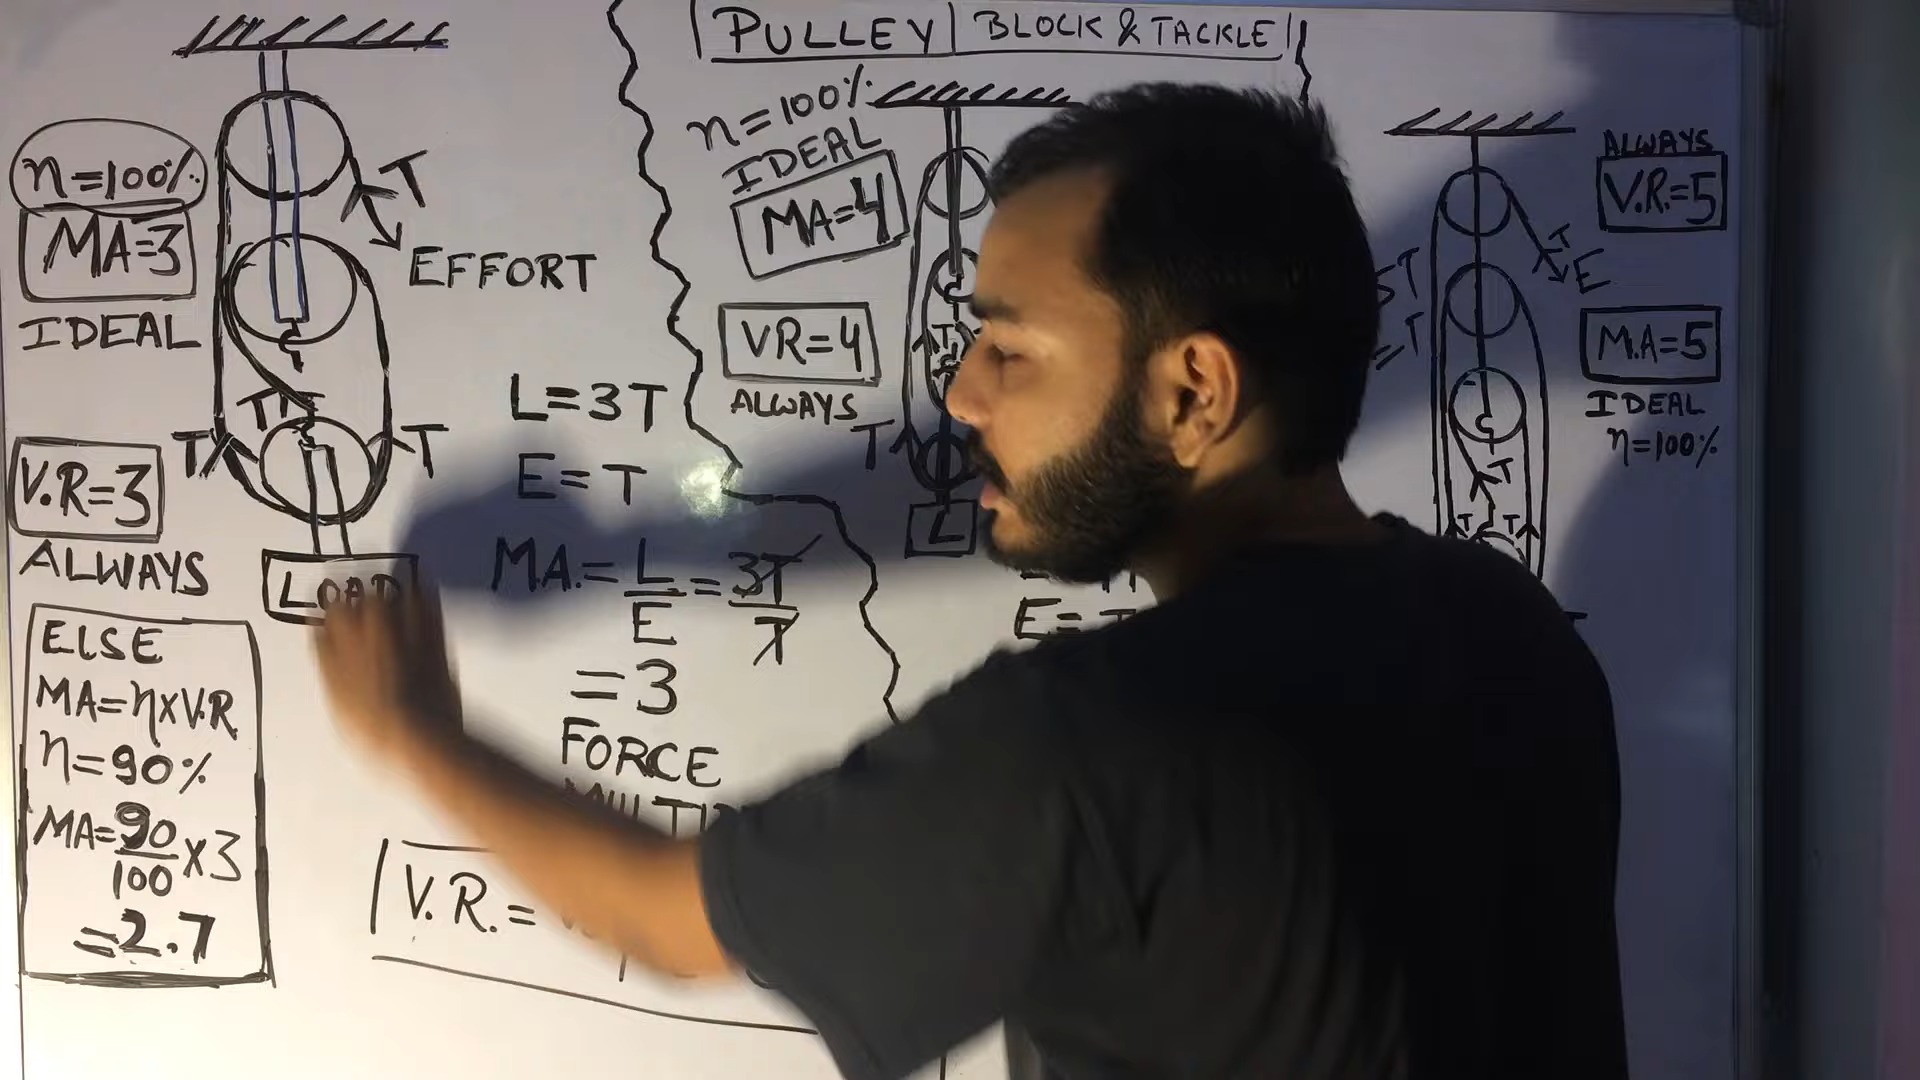 PULLEY BLOCK & TACKLE
η=100%
MA=3
IDEAL
V.R=3
ALWAYS
ELSE
MA=η×V.R
η=90%
MA=90/100×3
=2.7
T
EFFORT
T
T
T
LOAD
L=3T
E=T
M.A.=L/E=3T/T
=3
FORCE
V.R.=
η=100%
IDEAL
MA=4
VR=4
ALWAYS
T
T
T
L
E=
ALWAYS
V.R.=5
T
E
M.A=5
IDEAL
η=100%
T
T
T